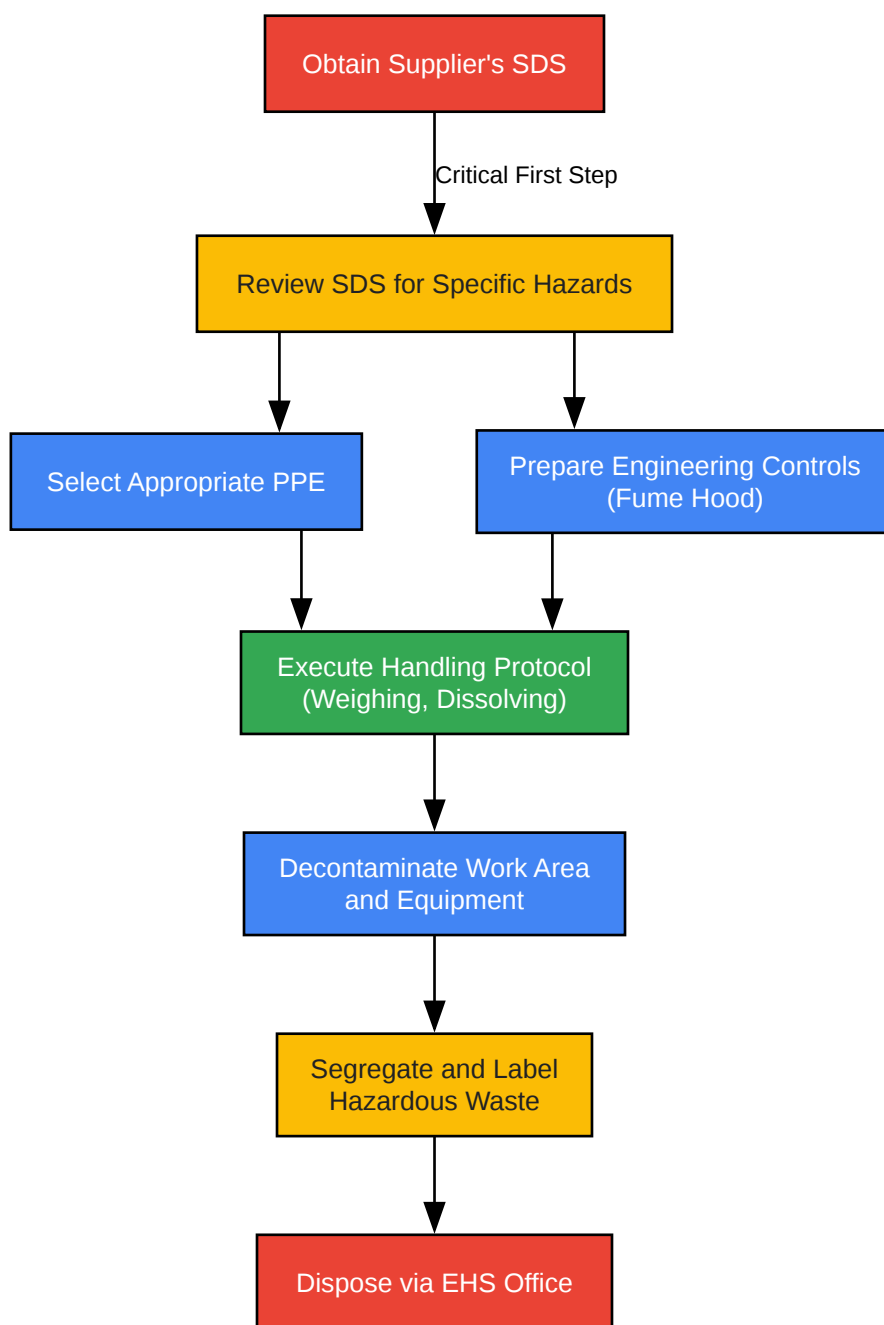 Obtain Supplier's SDS
Critical First Step
Review SDS for Specific Hazards
Select Appropriate PPE
Prepare Engineering Controls
(Fume Hood)
Execute Handling Protocol
(Weighing, Dissolving)
Decontaminate Work Area
and Equipment
Segregate and Label
Hazardous Waste
Dispose via EHS Office